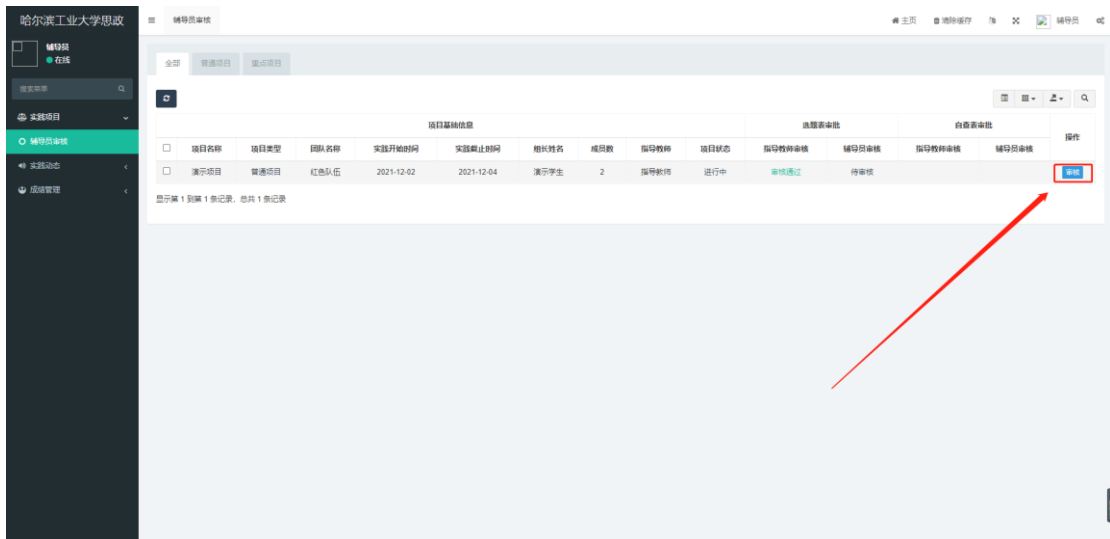 哈尔滨工业大学思政
辅导员审核
主页 清除缓存 辅导员
辅导员
在线
全部 普通项目 重点项目
搜索菜单
实践项目
辅导员审核
实践动态
成绩管理
项目基础信息 选题表审批 自查表审批 操作
项目名称 项目类型 团队名称 实践开始时间 实践截止时间 组长姓名 成员数 指导教师 项目状态 指导教师审核 辅导员审核 指导教师审核 辅导员审核
演示项目 普通项目 红色队伍 2021-12-02 2021-12-04 演示学生 2 指导教师 进行中 审核通过 待审核 审核
显示第 1 到第 1 条记录，总共 1 条记录